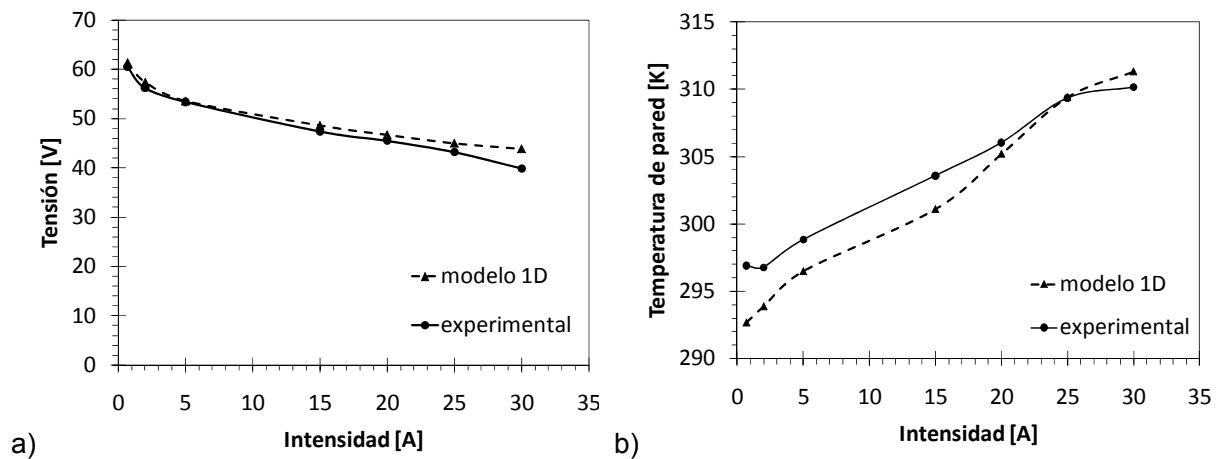 70
60
50
40
30
20
10
0
Tensión [V]
modelo 1D
experimental
0 5 10 15 20 25 30 35
Intensidad [A]
a)
315
310
305
300
295
290
Temperatura de pared [K]
modelo 1D
experimental
0 5 10 15 20 25 30 35
Intensidad [A]
b)